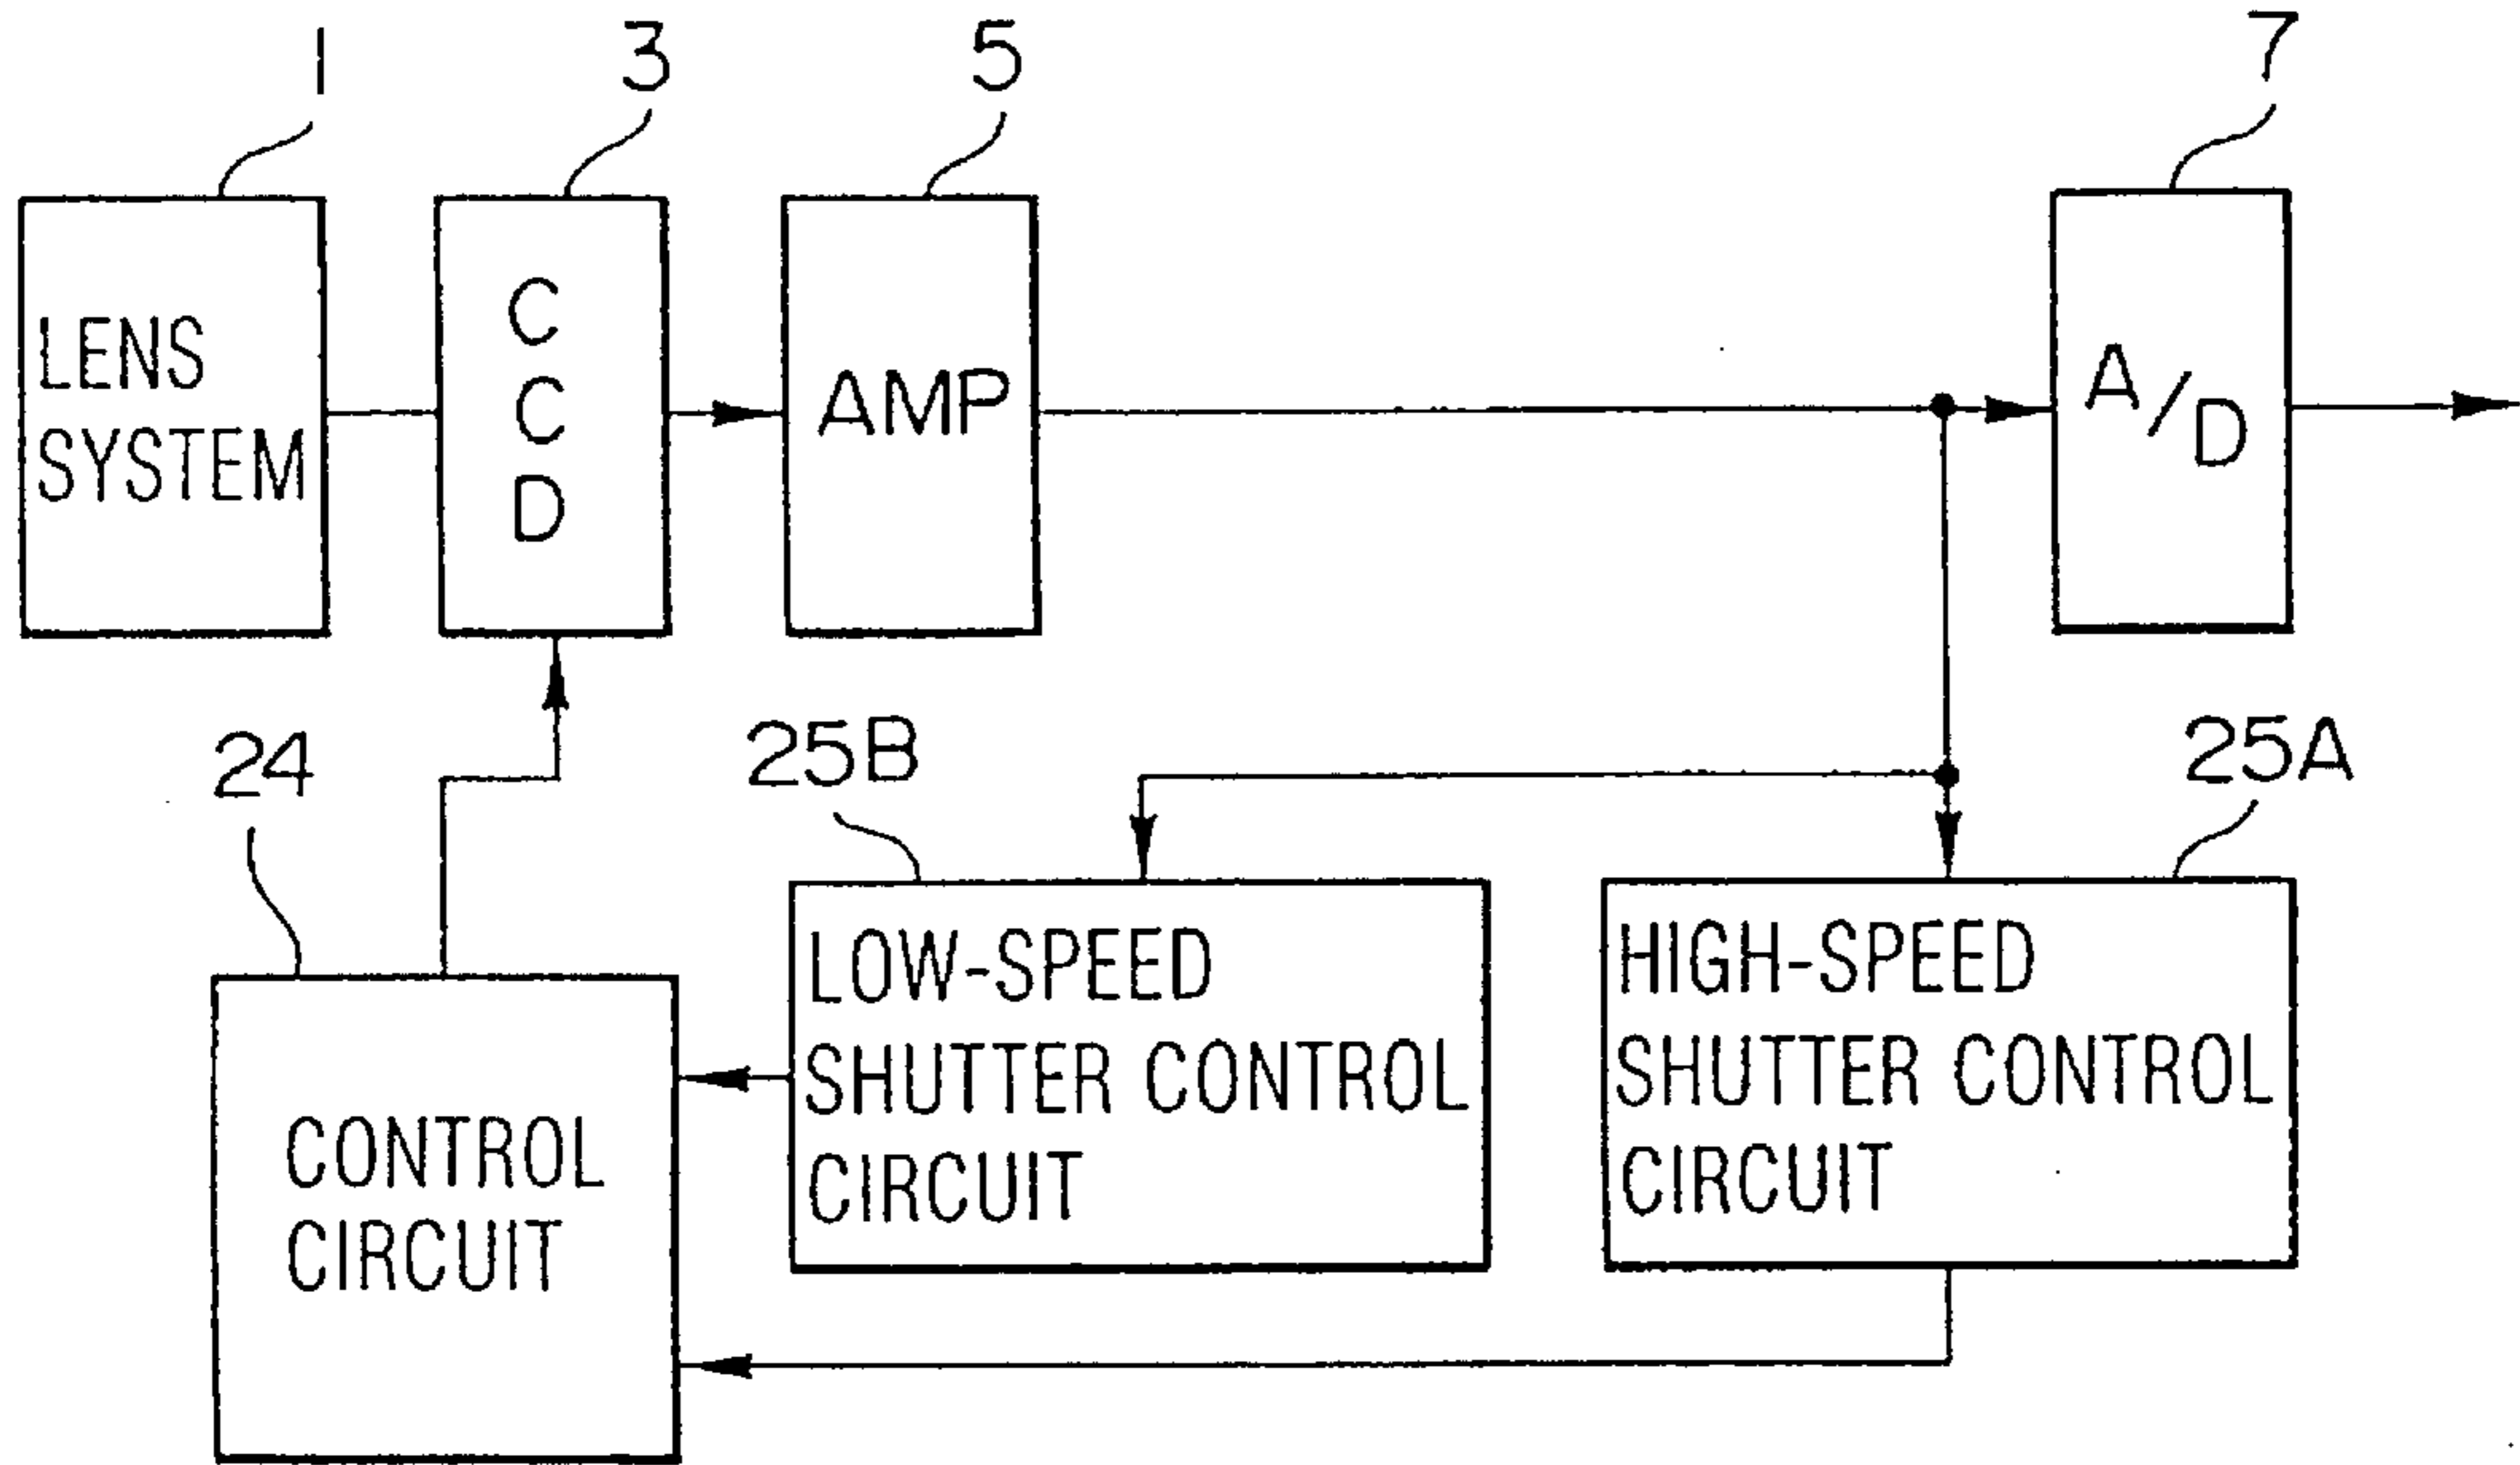 1
3
5
7
LENS
SYSTEM
C
C
D
AMP
A/D
24
25B
25A
LOW-SPEED
SHUTTER CONTROL
CIRCUIT
HIGH-SPEED
SHUTTER CONTROL
CIRCUIT
CONTROL
CIRCUIT